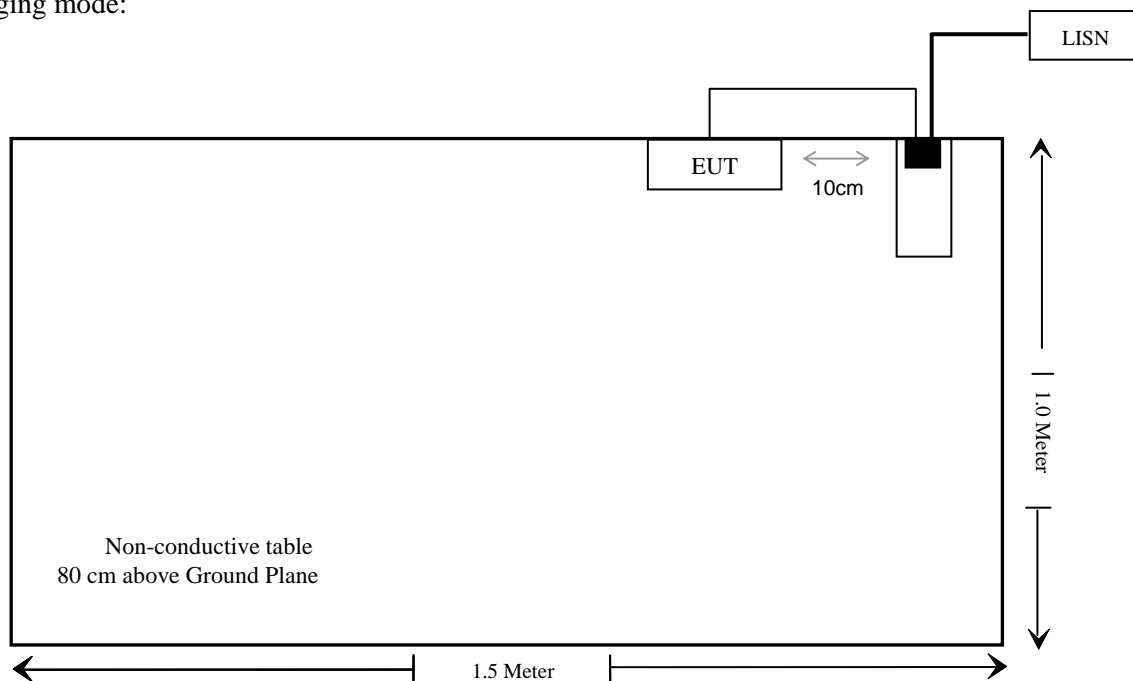 ging mode:
LISN
EUT
10cm
1.0 Meter
Non-conductive table
80 cm above Ground Plane
1.5 Meter